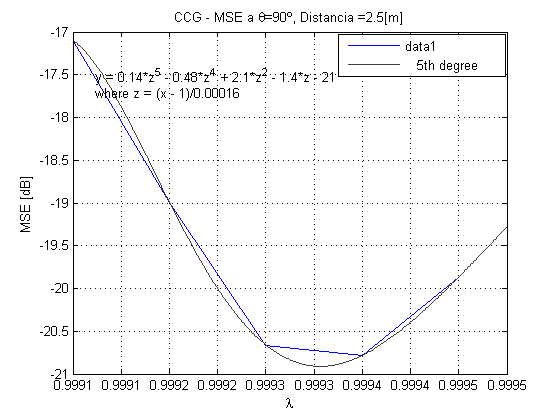 CCG - MSE a θ=90º, Distancia =2.5[m]
data1
5th degree
y = 0.14*z^5 - 0.48*z^4 + 2.1*z^2 - 1.4*z - 21
where z = (x - 1)/0.00016
MSE [dB]
-17
-17.5
-18
-18.5
-19
-19.5
-20
-20.5
-21
0.9991 0.9991 0.9992 0.9992 0.9993 0.9993 0.9994 0.9994 0.9995 0.9995
λ